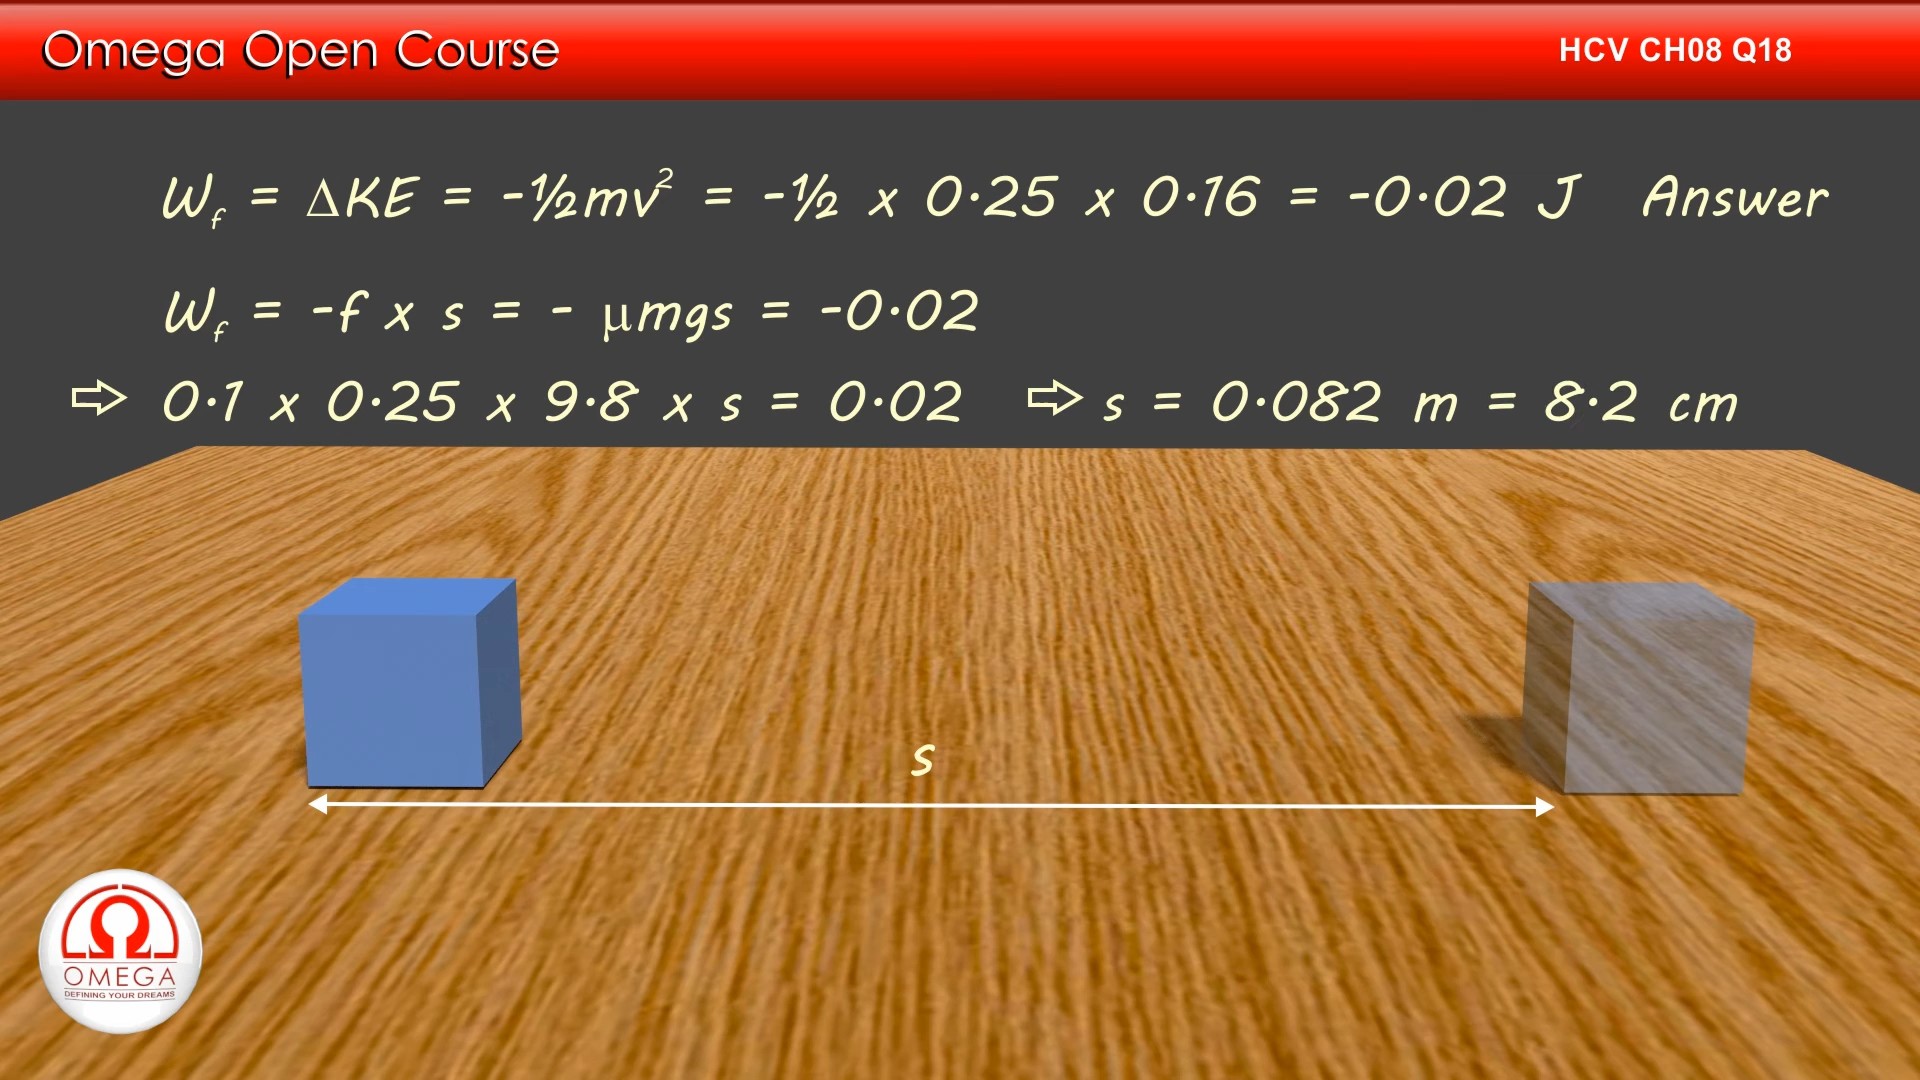 Omega Open Course
HCV CH08 Q18
W_f = ΔKE = -½mv² = -½ x 0·25 x 0·16 = -0·02 J Answer
W_f = -f x s = - µmgs = -0·02
⇨ 0·1 x 0·25 x 9·8 x s = 0·02 ⇨ s = 0·082 m = 8·2 cm
s
OMEGA
DEFINING YOUR DREAMS